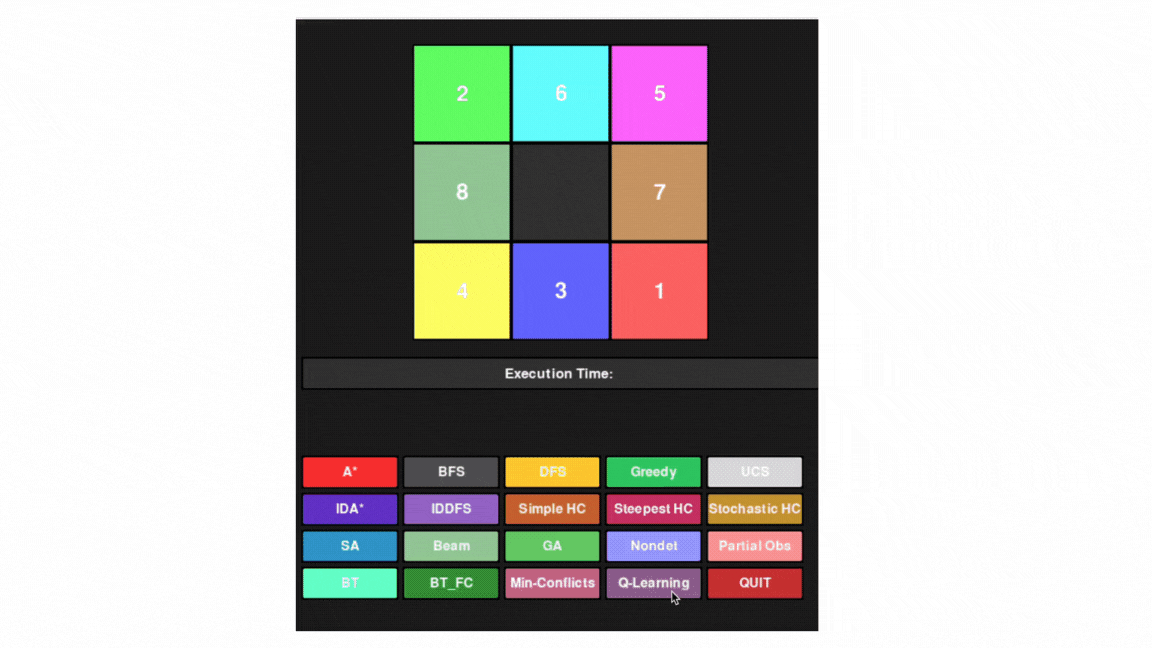 2 6 5
8 7
4 3 1
Execution Time:
A* BFS DFS Greedy UCS
IDA* IDDFS Simple HC Steepest HC Stochastic HC
SA Beam GA Nondet Partial Obs
BT BT_FC Min-Conflicts Q-Learning QUIT